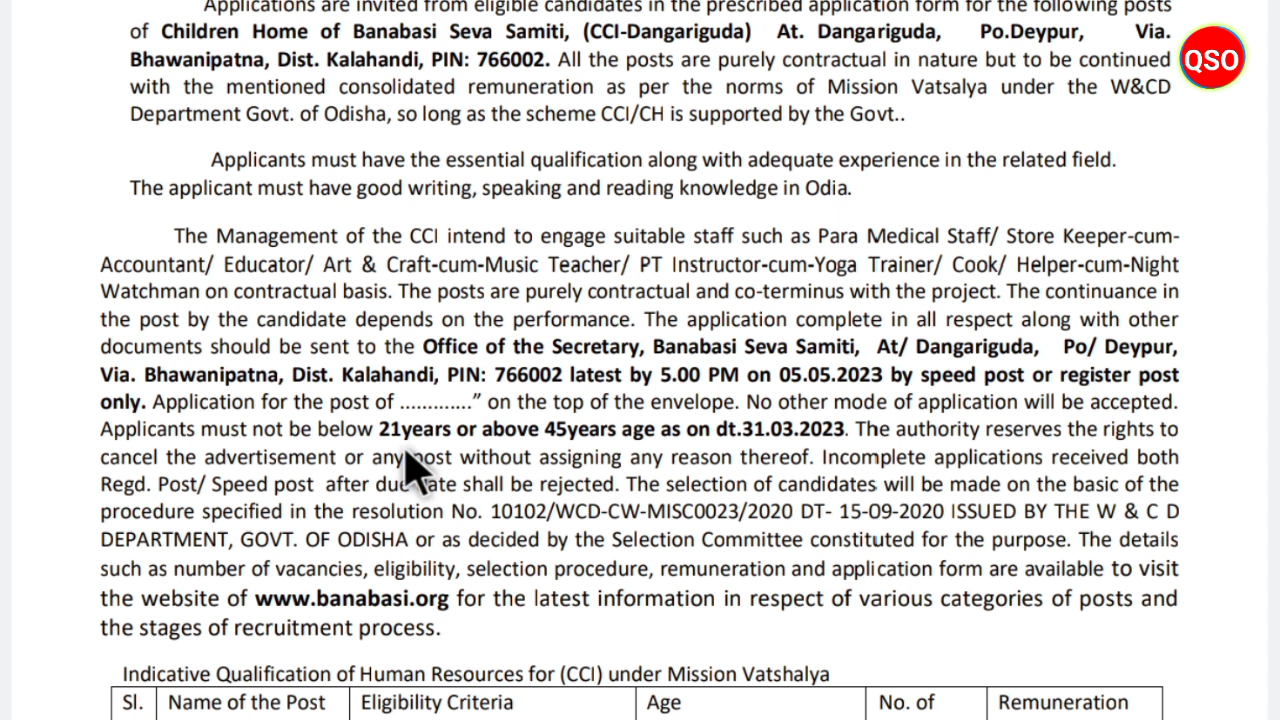 Applications are invited from eligible candidates in the prescribed application form for the following posts
of Children Home of Banabasi Seva Samiti, (CCI-Dangariguda) At. Dangariguda, Po.Deypur, Via.
Bhawanipatna, Dist. Kalahandi, PIN: 766002. All the posts are purely contractual in nature but to be continued
with the mentioned consolidated remuneration as per the norms of Mission Vatsalya under the W&CD
Department Govt. of Odisha, so long as the scheme CCI/CH is supported by the Govt..
QSO
Applicants must have the essential qualification along with adequate experience in the related field.
The applicant must have good writing, speaking and reading knowledge in Odia.
The Management of the CCI intend to engage suitable staff such as Para Medical Staff/ Store Keeper-cum-
Accountant/ Educator/ Art & Craft-cum-Music Teacher/ PT Instructor-cum-Yoga Trainer/ Cook/ Helper-cum-Night
Watchman on contractual basis. The posts are purely contractual and co-terminus with the project. The continuance in
the post by the candidate depends on the performance. The application complete in all respect along with other
documents should be sent to the Office of the Secretary, Banabasi Seva Samiti, At/ Dangariguda, Po/ Deypur,
Via. Bhawanipatna, Dist. Kalahandi, PIN: 766002 latest by 5.00 PM on 05.05.2023 by speed post or register post
only. Application for the post of .............” on the top of the envelope. No other mode of application will be accepted.
Applicants must not be below 21years or above 45years age as on dt.31.03.2023. The authority reserves the rights to
cancel the advertisement or any post without assigning any reason thereof. Incomplete applications received both
Regd. Post/ Speed post after due date shall be rejected. The selection of candidates will be made on the basic of the
procedure specified in the resolution No. 10102/WCD-CW-MISC0023/2020 DT- 15-09-2020 ISSUED BY THE W & C D
DEPARTMENT, GOVT. OF ODISHA or as decided by the Selection Committee constituted for the purpose. The details
such as number of vacancies, eligibility, selection procedure, remuneration and application form are available to visit
the website of www.banabasi.org for the latest information in respect of various categories of posts and
the stages of recruitment process.
Indicative Qualification of Human Resources for (CCI) under Mission Vatshalya
Sl. Name of the Post Eligibility Criteria Age No. of Remuneration